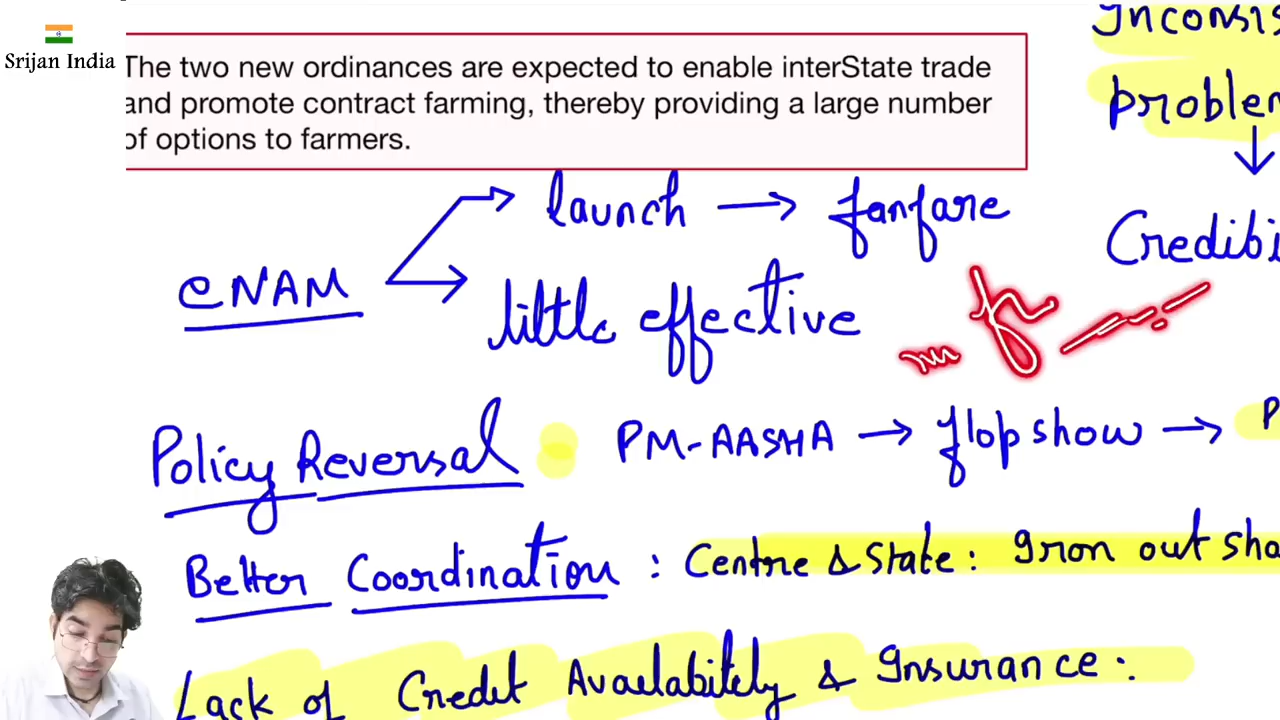 Srijan India
The two new ordinances are expected to enable interState trade
and promote contract farming, thereby providing a large number
of options to farmers.
Inconsis
problem
Credibi
eNAM
launch → fanfare
little effective
Policy Reversal
PM-AASHA → flop show → P
Better Coordination : Centre & State : Iron out sha
Lack of Credit Availability & Insurance :